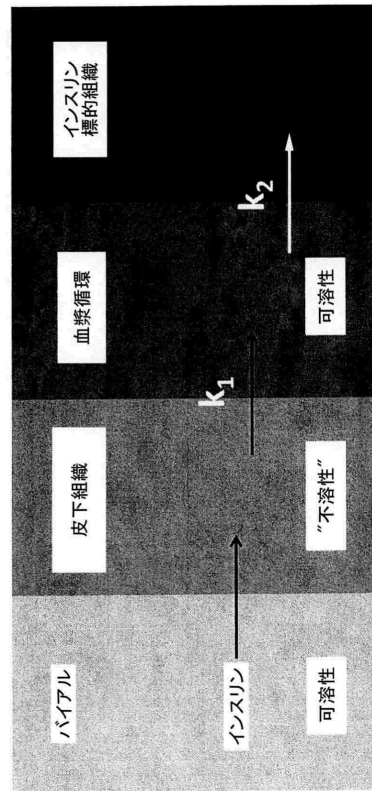 バイアル
皮下組織
血漿循環
インスリン
標的組織
インスリン
k₁
k₂
可溶性
"不溶性"
可溶性